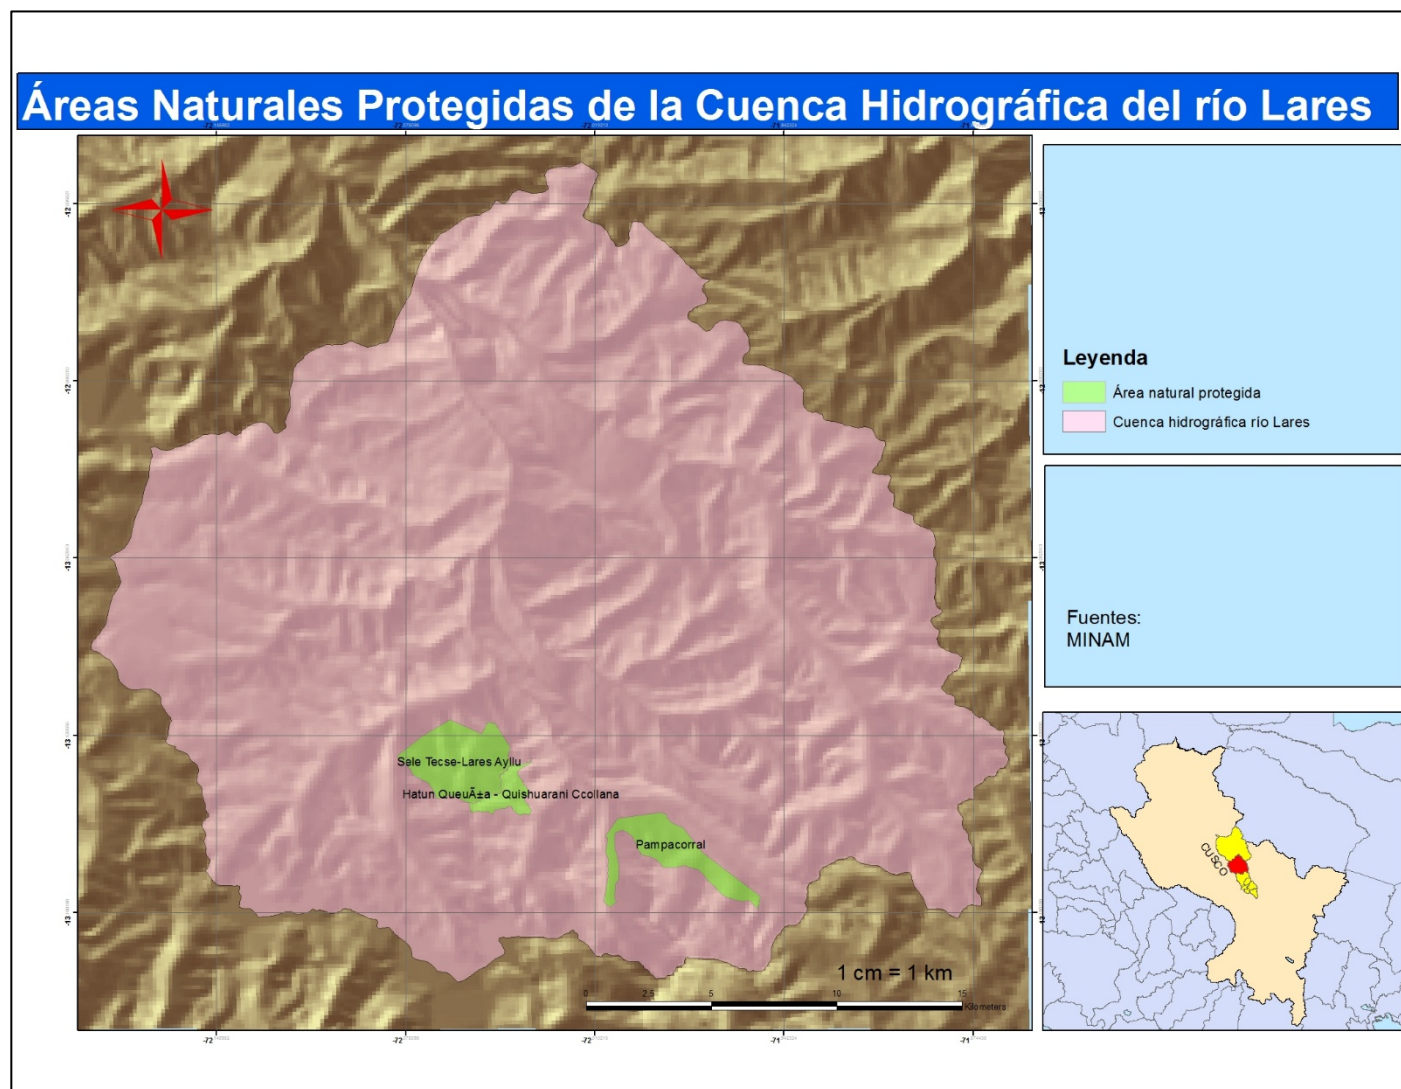 Áreas Naturales Protegidas de la Cuenca Hidrográfica del río Lares
Leyenda
Área natural protegida
Cuenca hidrográfica río Lares
Fuentes:
MINAM
Sele Tecse-Lares Ayllu
Hatun QueuÃ±a - Quishuarani Ccollana
Pampacorral
1 cm = 1 km
0 2.5 5 10 15
Kilometers
CUSCO